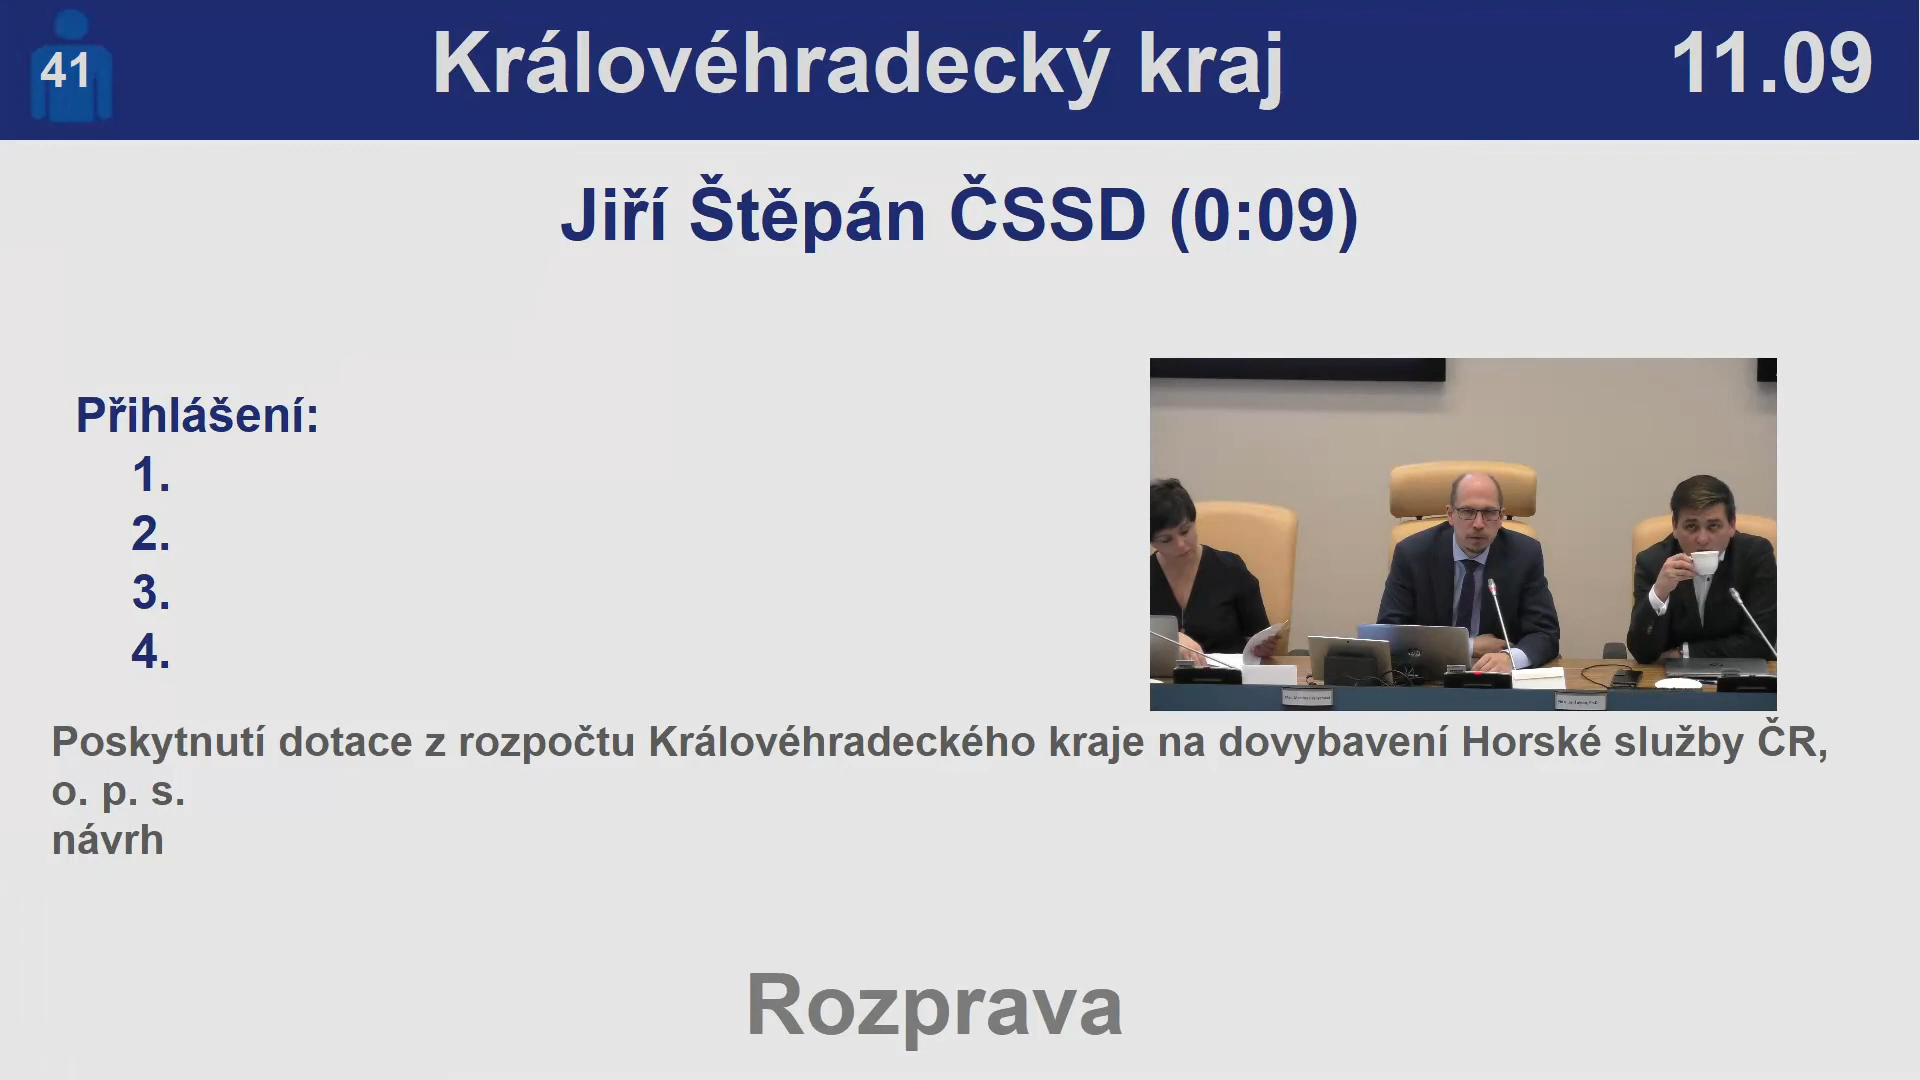 41
Královéhradecký kraj
11.09
Jiří Štěpán ČSSD (0:09)
Přihlášení:
1.
2.
3.
4.
Poskytnutí dotace z rozpočtu Královéhradeckého kraje na dovybavení Horské služby ČR,
o. p. s.
návrh
Rozprava